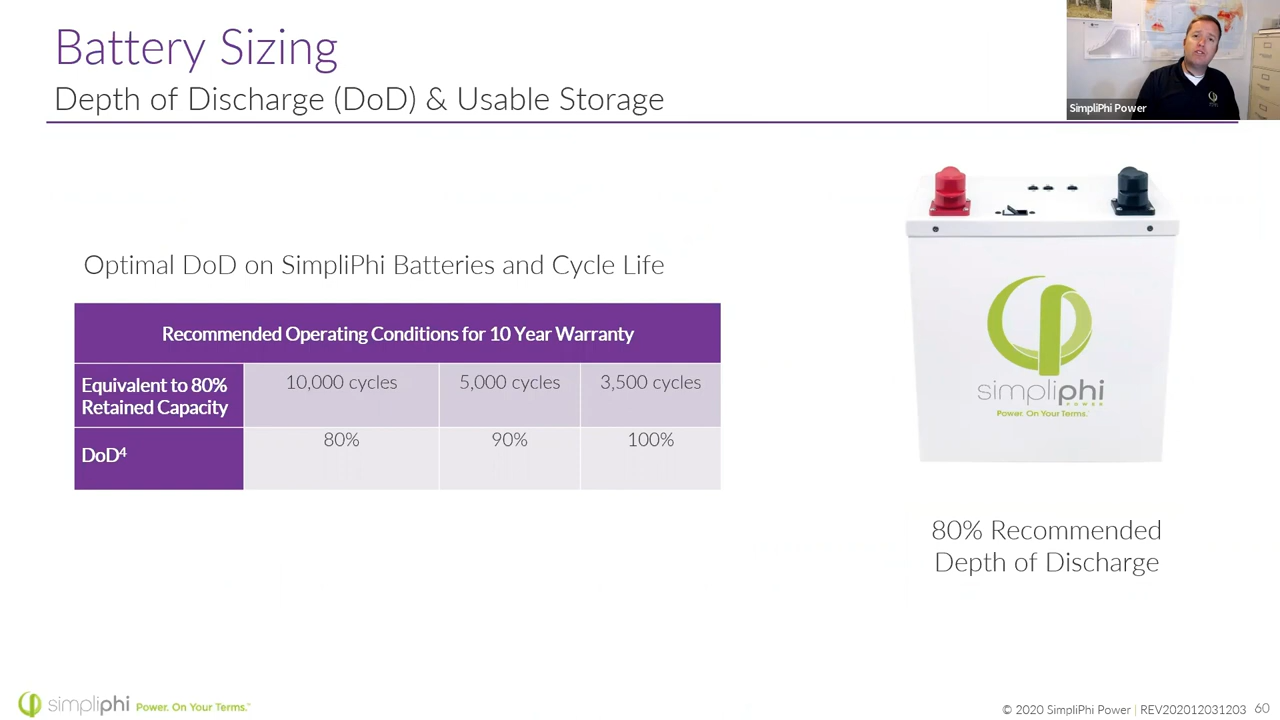 Battery Sizing
Depth of Discharge (DoD) & Usable Storage
SimpliPhi Power
Optimal DoD on SimpliPhi Batteries and Cycle Life
Recommended Operating Conditions for 10 Year Warranty
Equivalent to 80% Retained Capacity 10,000 cycles 5,000 cycles 3,500 cycles
DoD⁴ 80% 90% 100%
simpliphi
POWER
Power. On Your Terms.
80% Recommended
Depth of Discharge
simpliphi Power. On Your Terms.™
© 2020 SimpliPhi Power | REV202012031203 60